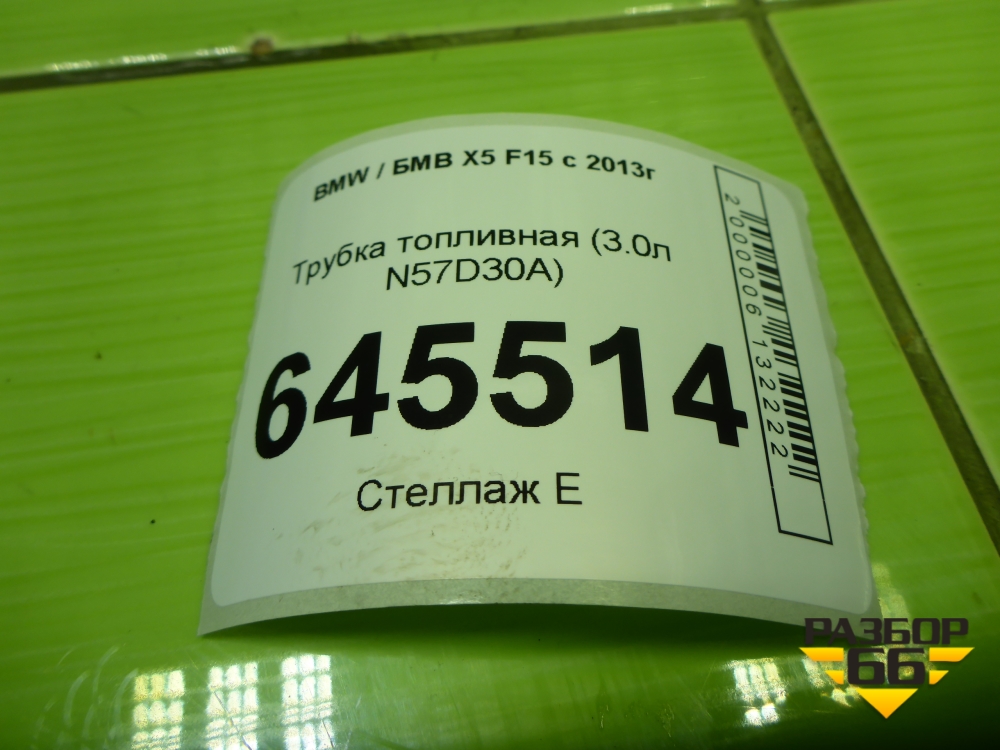 BMW / БМВ X5 F15 с 2013г
Трубка топливная (3.0л
N57D30A)
645514
Стеллаж Е
2000006132222
РАЗБОР
66